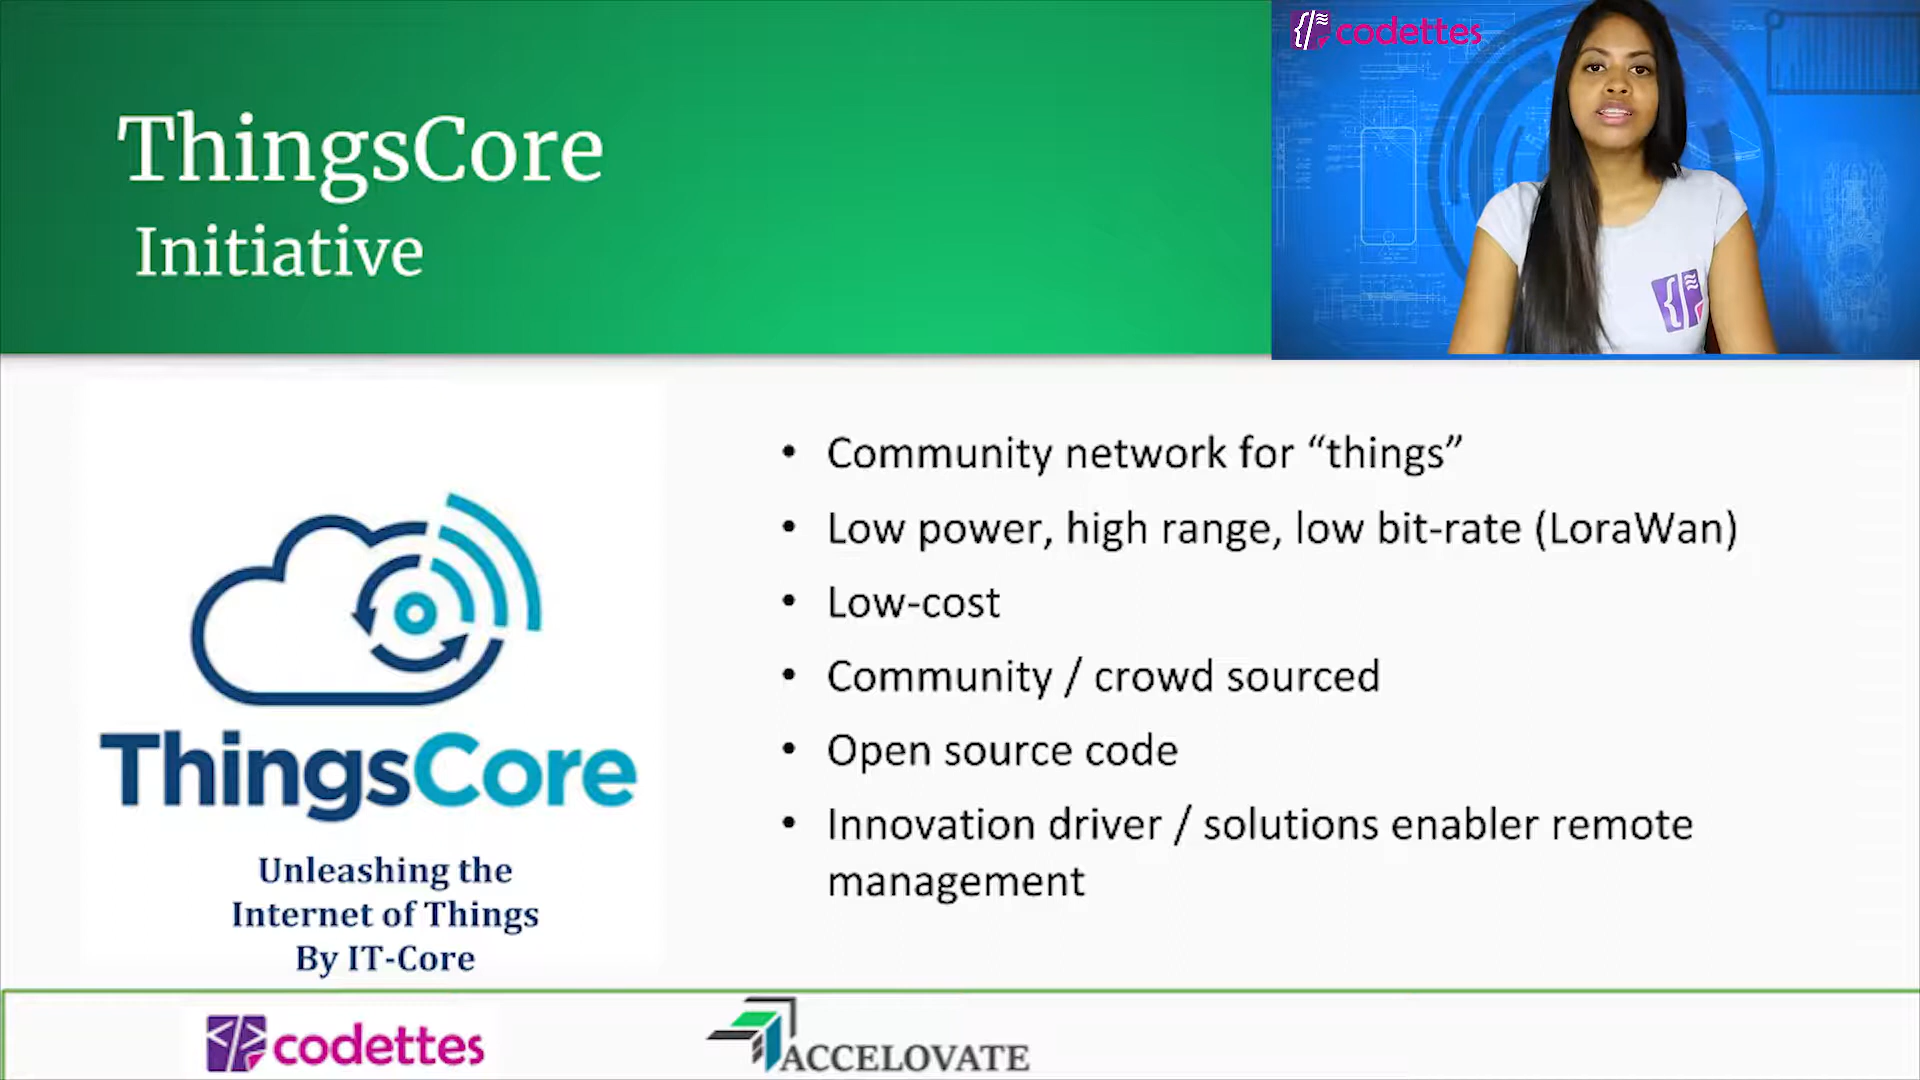 ThingsCore
Initiative
codettes
ThingsCore
Unleashing the
Internet of Things
By IT-Core
• Community network for “things”
• Low power, high range, low bit-rate (LoraWan)
• Low-cost
• Community / crowd sourced
• Open source code
• Innovation driver / solutions enabler remote
management
codettes
ACCELOVATE